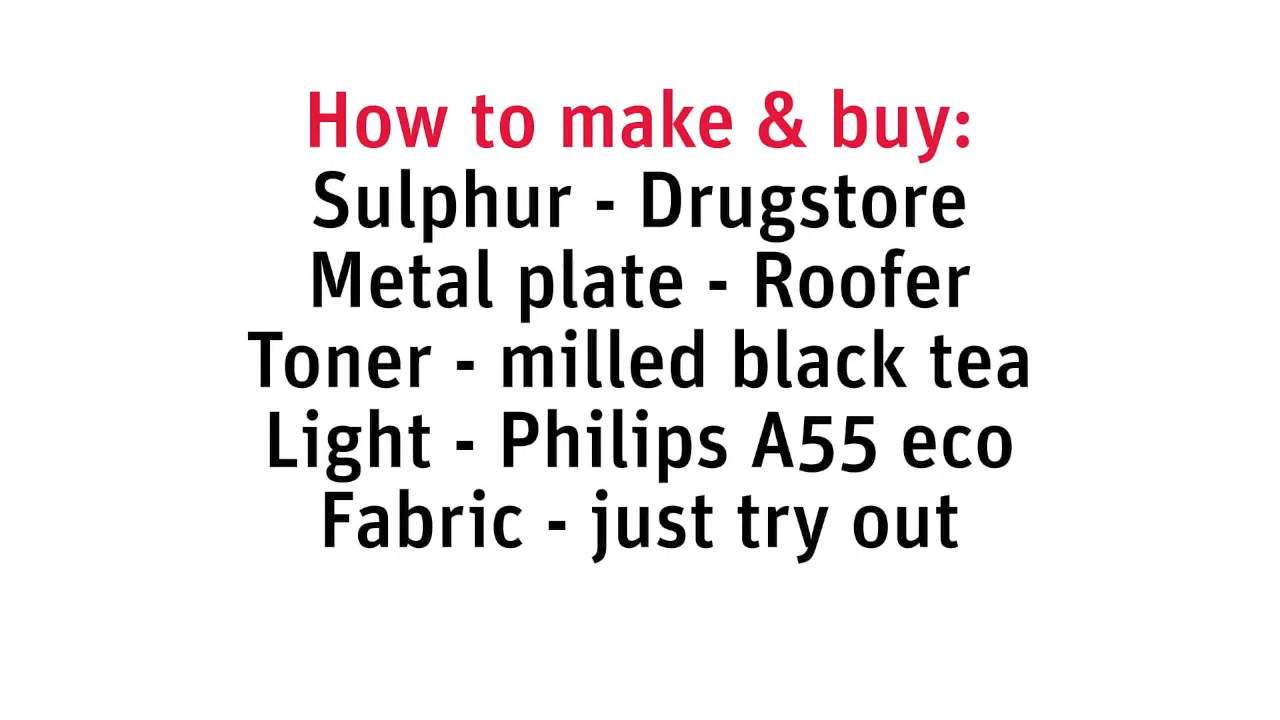 How to make & buy:
Sulphur - Drugstore
Metal plate - Roofer
Toner - milled black tea
Light - Philips A55 eco
Fabric - just try out